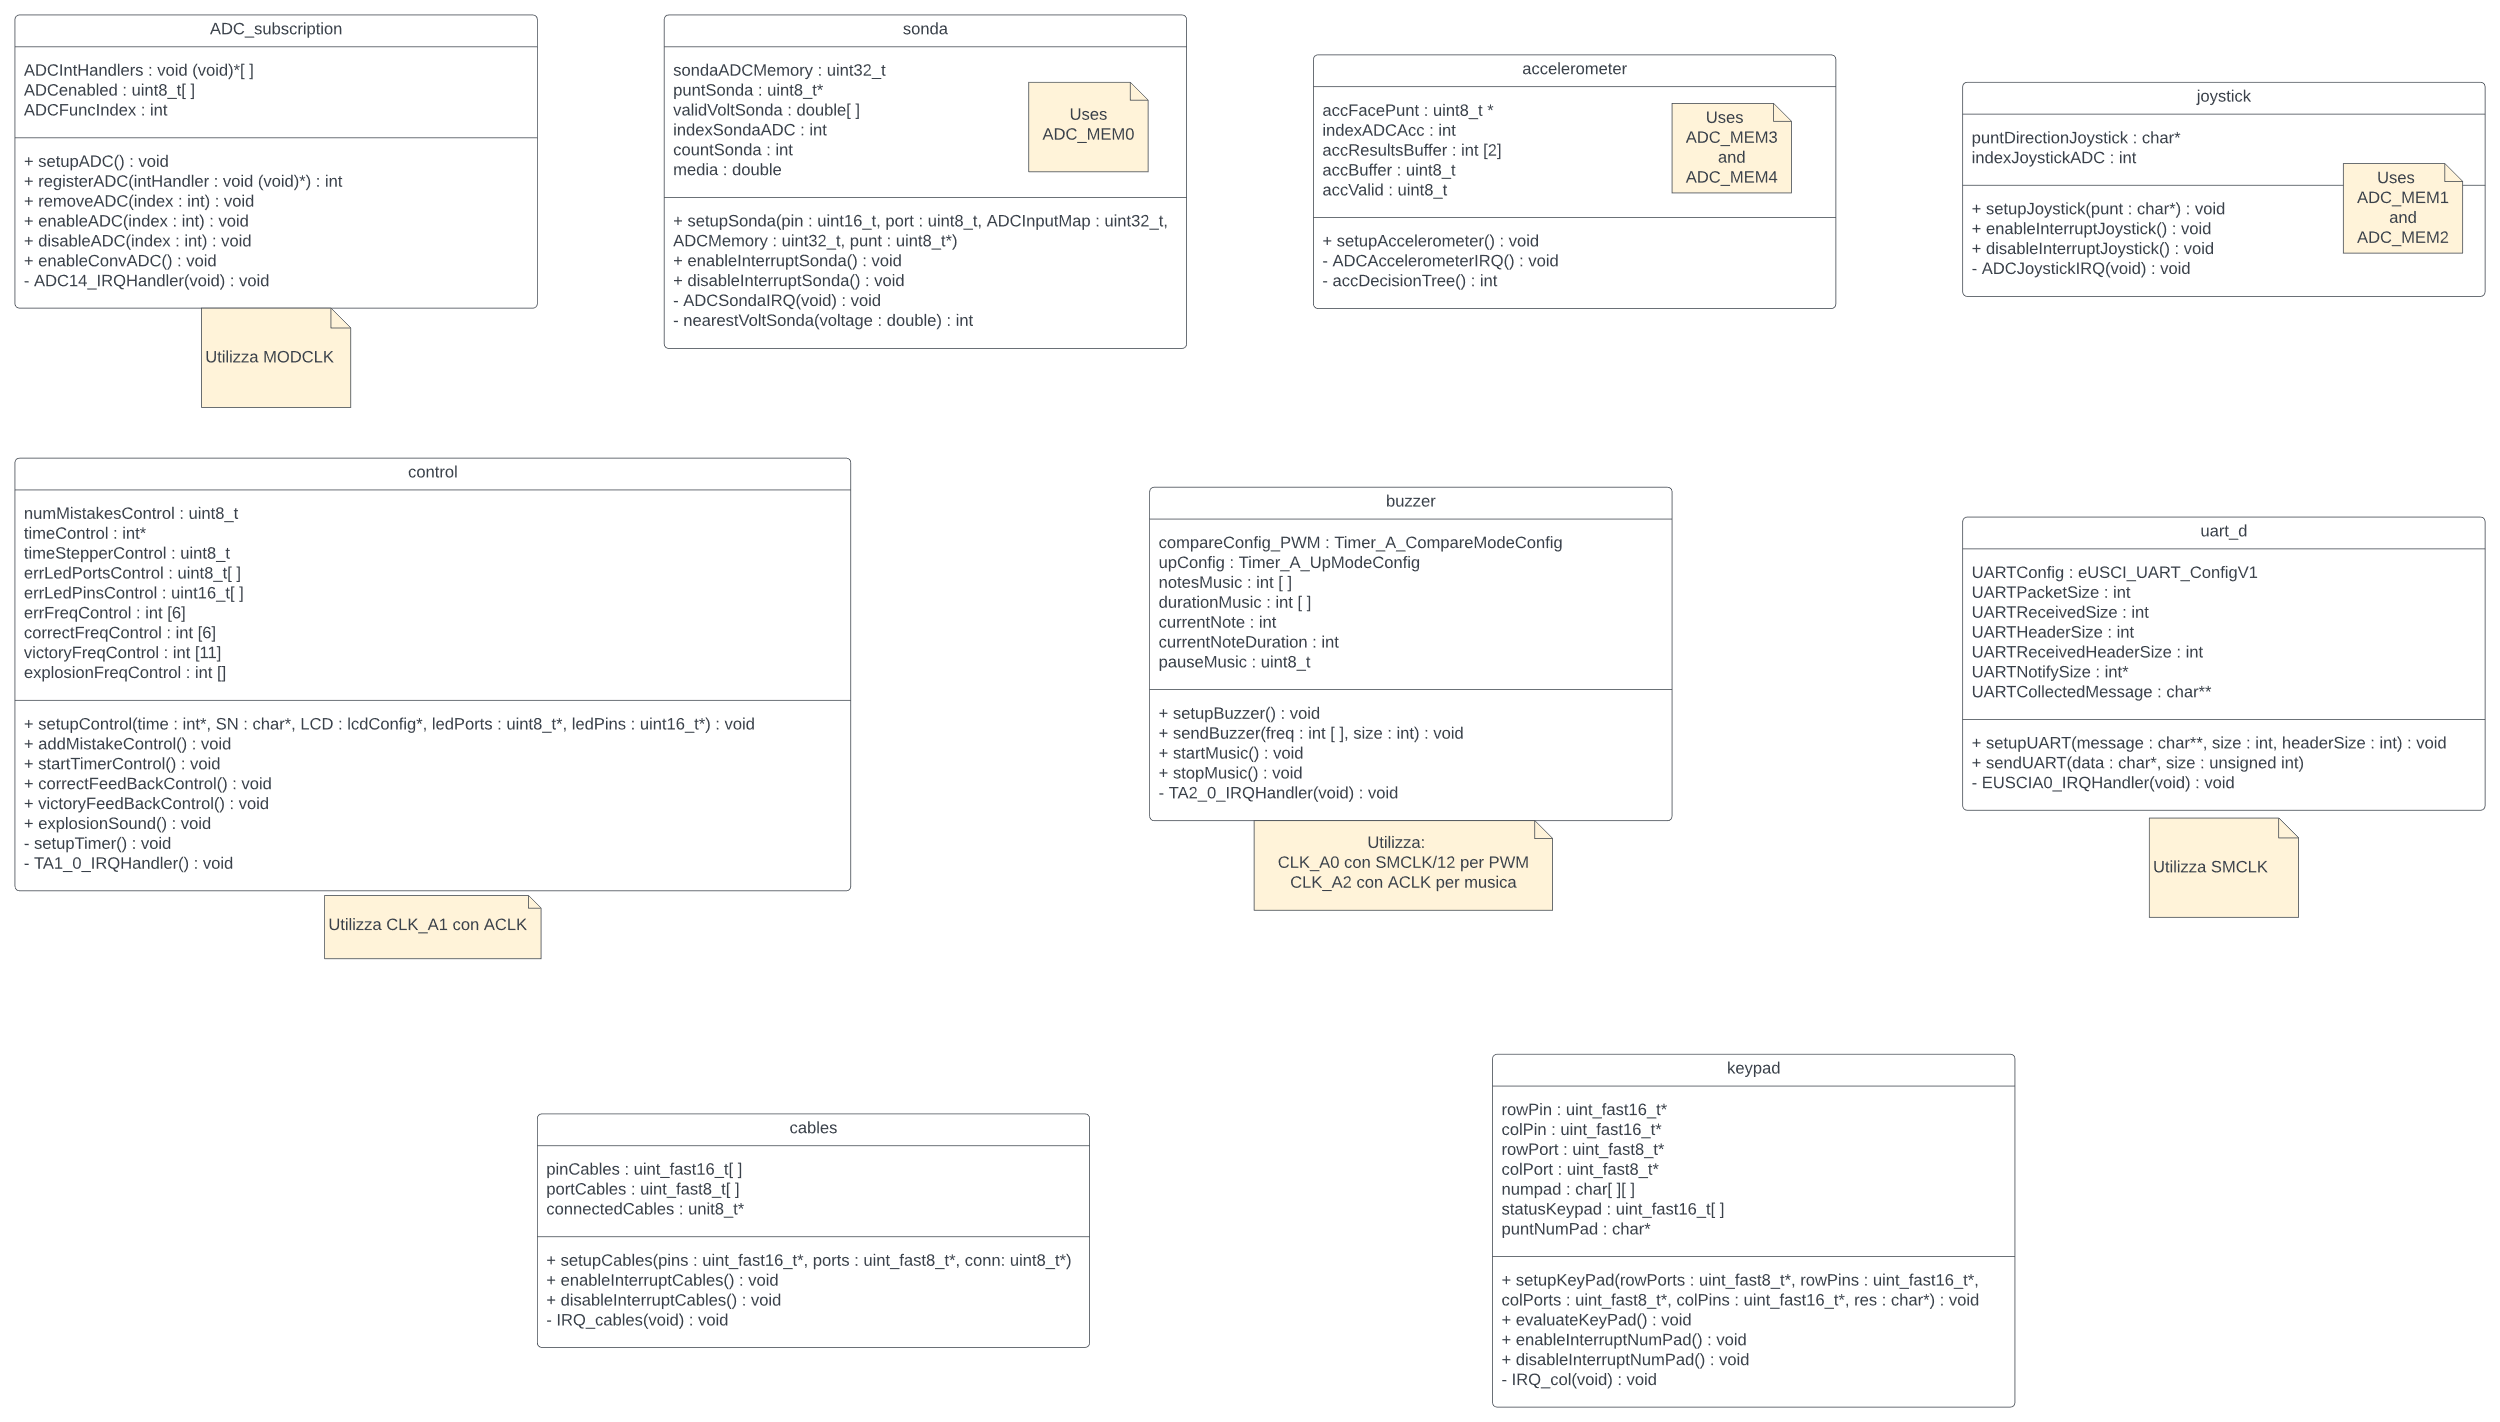 ADC_subscription
ADCIntHandlers : void (void)*[ ]
ADCenabled : uint8_t[ ]
ADCFuncIndex : int
+ setupADC() : void
+ registerADC(intHandler : void (void)*) : int
+ removeADC(index : int) : void
+ enableADC(index : int) : void
+ disableADC(index : int) : void
+ enableConvADC() : void
- ADC14_IRQHandler(void) : void
Utilizza MODCLK
sonda
sondaADCMemory : uint32_t
puntSonda : uint8_t*
validVoltSonda : double[ ]
indexSondaADC : int
countSonda : int
media : double
Uses
ADC_MEM0
+ setupSonda(pin : uint16_t, port : uint8_t, ADCInputMap : uint32_t,
ADCMemory : uint32_t, punt : uint8_t*)
+ enableInterruptSonda() : void
+ disableInterruptSonda() : void
- ADCSondaIRQ(void) : void
- nearestVoltSonda(voltage : double) : int
accelerometer
accFacePunt : uint8_t *
indexADCAcc : int
accResultsBuffer : int [2]
accBuffer : uint8_t
accValid : uint8_t
Uses
ADC_MEM3
and
ADC_MEM4
+ setupAccelerometer() : void
- ADCAccelerometerIRQ() : void
- accDecisionTree() : int
joystick
puntDirectionJoystick : char*
indexJoystickADC : int
Uses
ADC_MEM1
and
ADC_MEM2
+ setupJoystick(punt : char*) : void
+ enableInterruptJoystick() : void
+ disableInterruptJoystick() : void
- ADCJoystickIRQ(void) : void
control
numMistakesControl : uint8_t
timeControl : int*
timeStepperControl : uint8_t
errLedPortsControl : uint8_t[ ]
errLedPinsControl : uint16_t[ ]
errFreqControl : int [6]
correctFreqControl : int [6]
victoryFreqControl : int [11]
explosionFreqControl : int []
+ setupControl(time : int*, SN : char*, LCD : lcdConfig*, ledPorts : uint8_t*, ledPins : uint16_t*) : void
+ addMistakeControl() : void
+ startTimerControl() : void
+ correctFeedBackControl() : void
+ victoryFeedBackControl() : void
+ explosionSound() : void
- setupTimer() : void
- TA1_0_IRQHandler() : void
Utilizza CLK_A1 con ACLK
buzzer
compareConfig_PWM : Timer_A_CompareModeConfig
upConfig : Timer_A_UpModeConfig
notesMusic : int [ ]
durationMusic : int [ ]
currentNote : int
currentNoteDuration : int
pauseMusic : uint8_t
+ setupBuzzer() : void
+ sendBuzzer(freq : int [ ], size : int) : void
+ startMusic() : void
+ stopMusic() : void
- TA2_0_IRQHandler(void) : void
Utilizza:
CLK_A0 con SMCLK/12 per PWM
CLK_A2 con ACLK per musica
uart_d
UARTConfig : eUSCI_UART_ConfigV1
UARTPacketSize : int
UARTReceivedSize : int
UARTHeaderSize : int
UARTReceivedHeaderSize : int
UARTNotifySize : int*
UARTCollectedMessage : char**
+ setupUART(message : char**, size : int, headerSize : int) : void
+ sendUART(data : char*, size : unsigned int)
- EUSCIA0_IRQHandler(void) : void
Utilizza SMCLK
cables
pinCables : uint_fast16_t[ ]
portCables : uint_fast8_t[ ]
connectedCables : unit8_t*
+ setupCables(pins : uint_fast16_t*, ports : uint_fast8_t*, conn: uint8_t*)
+ enableInterruptCables() : void
+ disableInterruptCables() : void
- IRQ_cables(void) : void
keypad
rowPin : uint_fast16_t*
colPin : uint_fast16_t*
rowPort : uint_fast8_t*
colPort : uint_fast8_t*
numpad : char[ ][ ]
statusKeypad : uint_fast16_t[ ]
puntNumPad : char*
+ setupKeyPad(rowPorts : uint_fast8_t*, rowPins : uint_fast16_t*,
colPorts : uint_fast8_t*, colPins : uint_fast16_t*, res : char*) : void
+ evaluateKeyPad() : void
+ enableInterruptNumPad() : void
+ disableInterruptNumPad() : void
- IRQ_col(void) : void